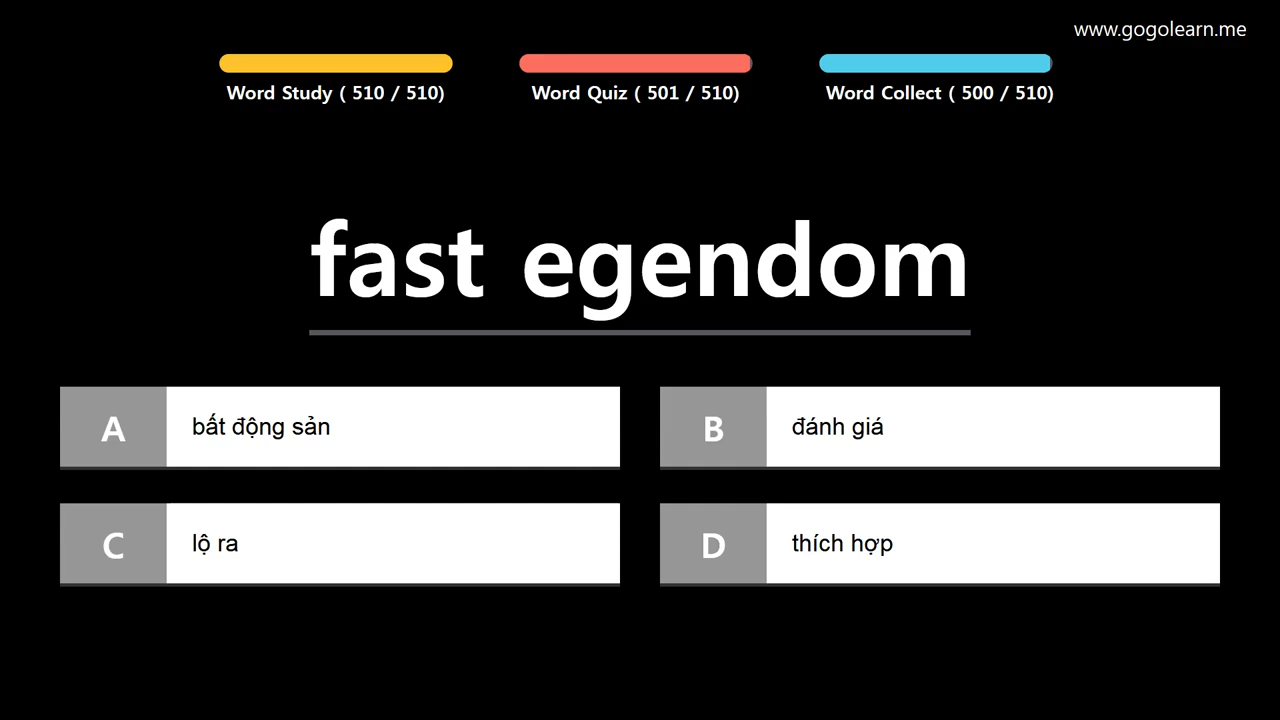 www.gogolearn.me
Word Study ( 510 / 510)
Word Quiz ( 501 / 510)
Word Collect ( 500 / 510)
fast egendom
A bất động sản
B đánh giá
C lộ ra
D thích hợp